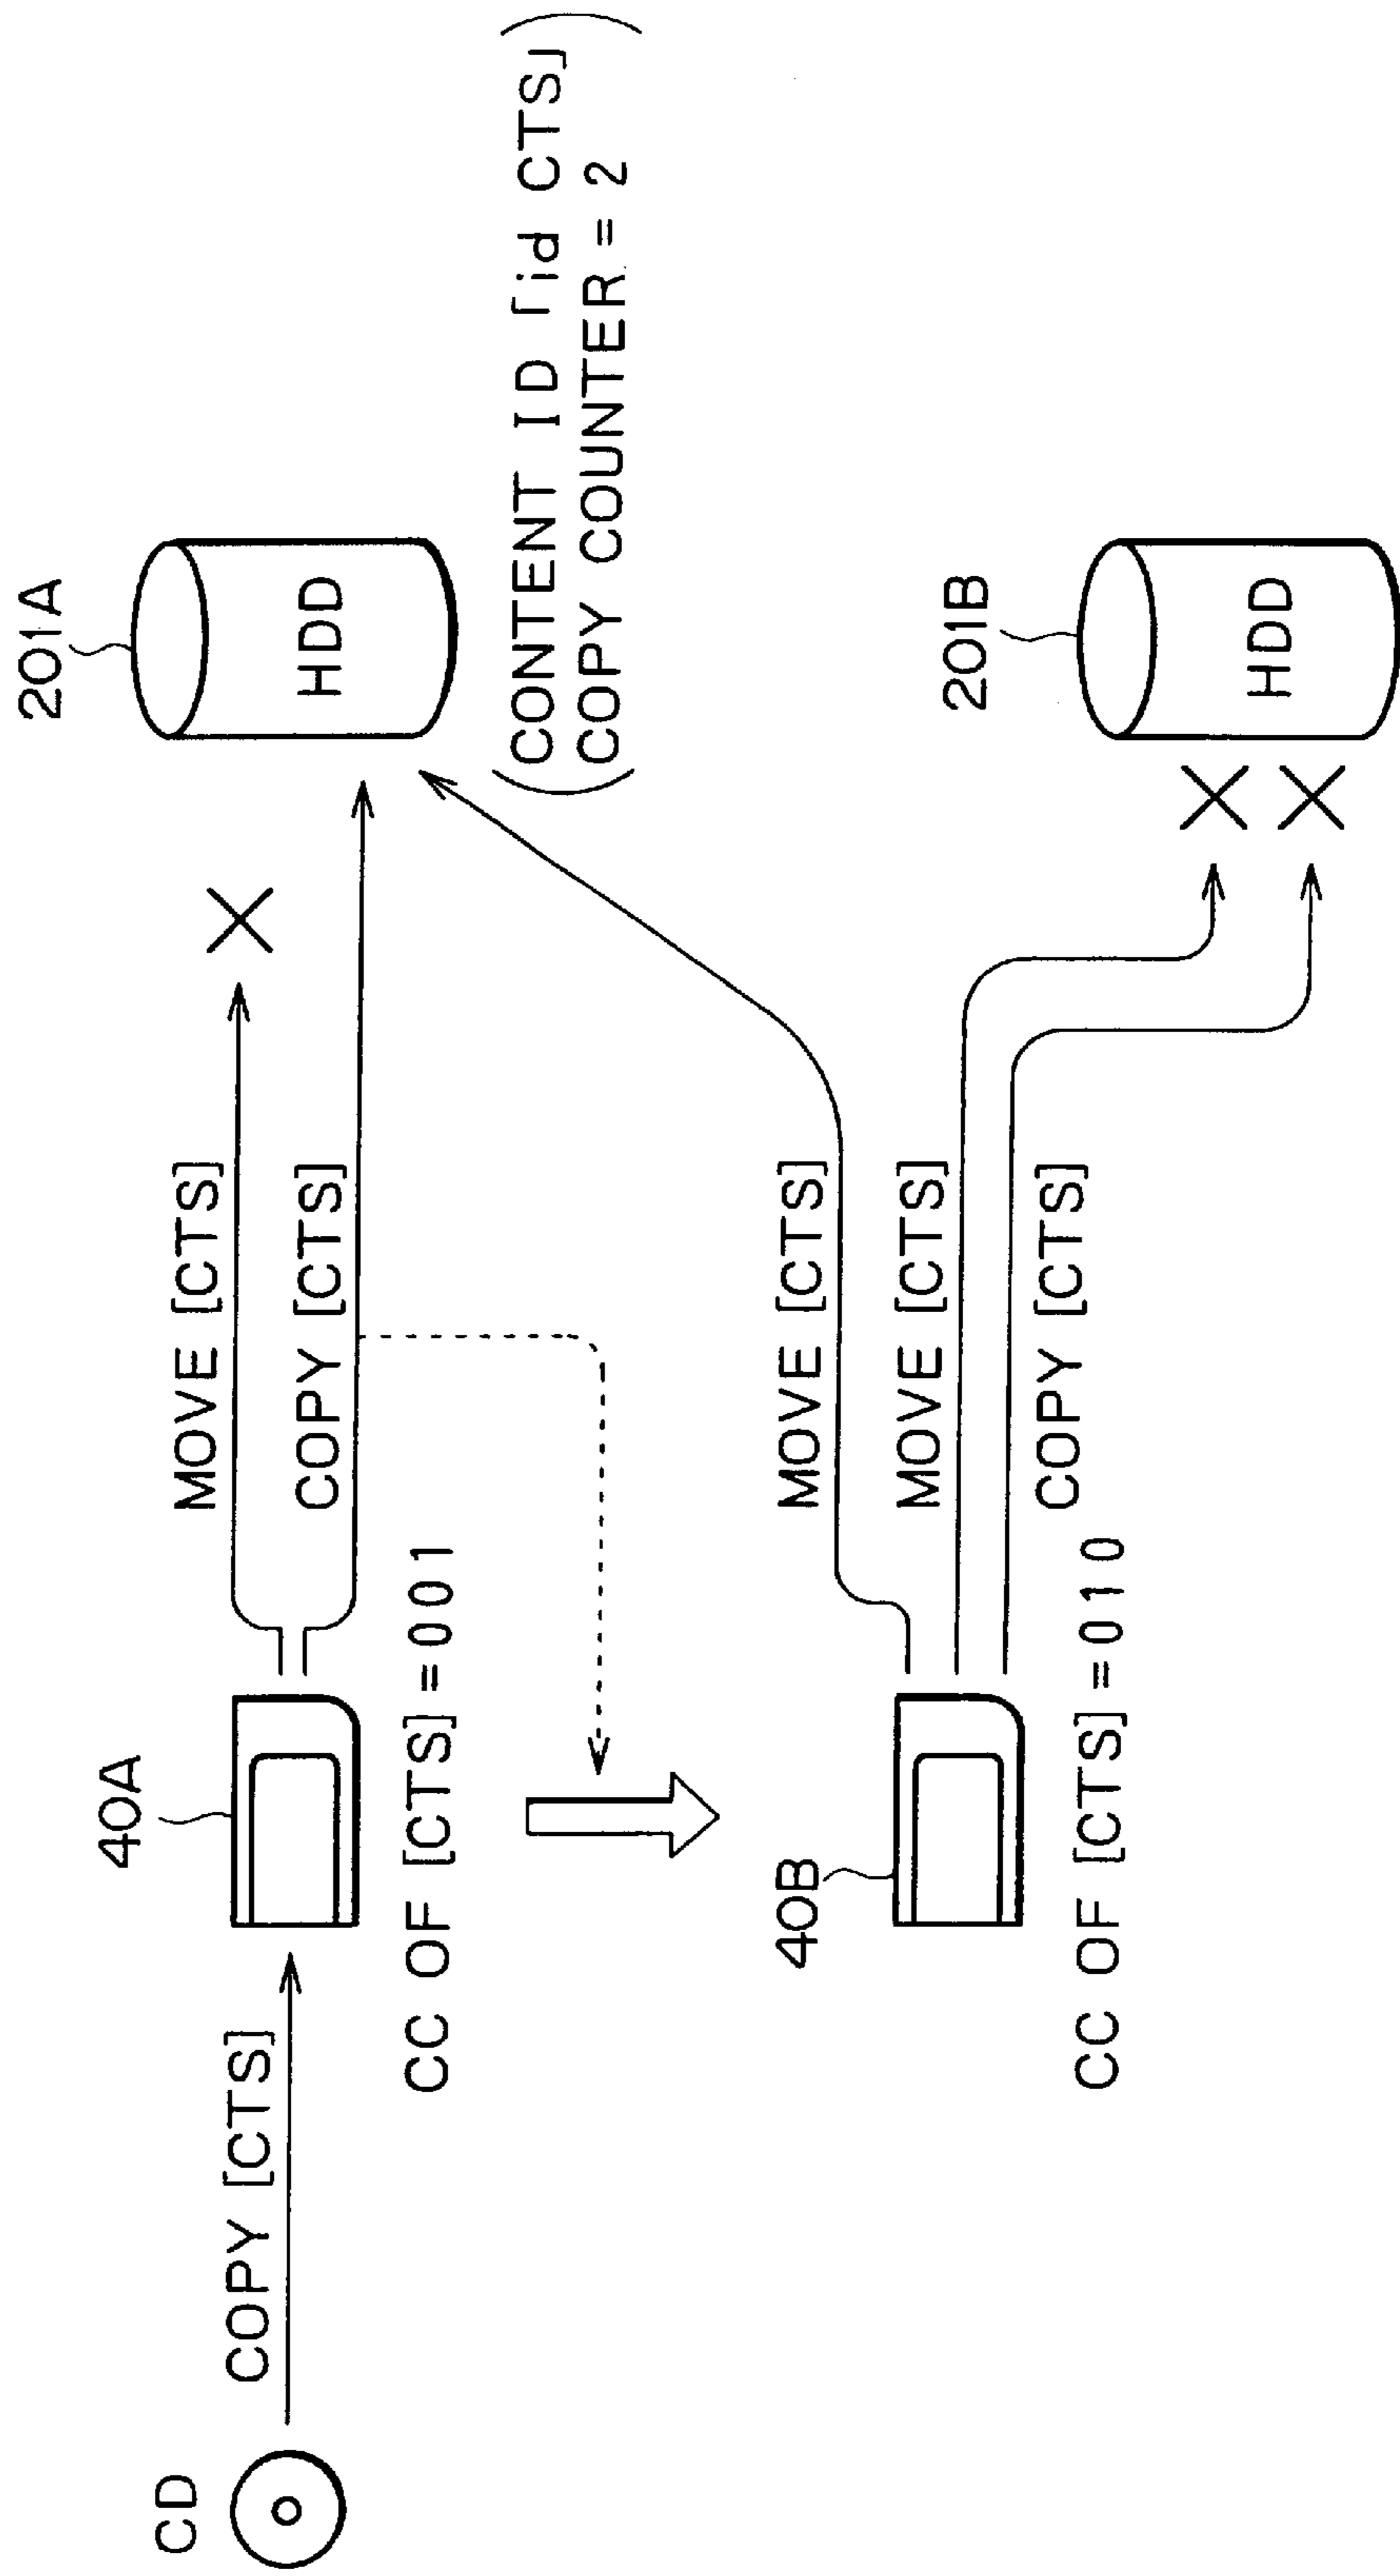 CD
COPY [CTS]
40A
CC OF [CTS]=001
MOVE [CTS]
COPY [CTS]
201A
HDD
CONTENT ID「id CTS」
COPY COUNTER = 2
40B
CC OF [CTS]=010
MOVE [CTS]
MOVE [CTS]
COPY [CTS]
201B
HDD